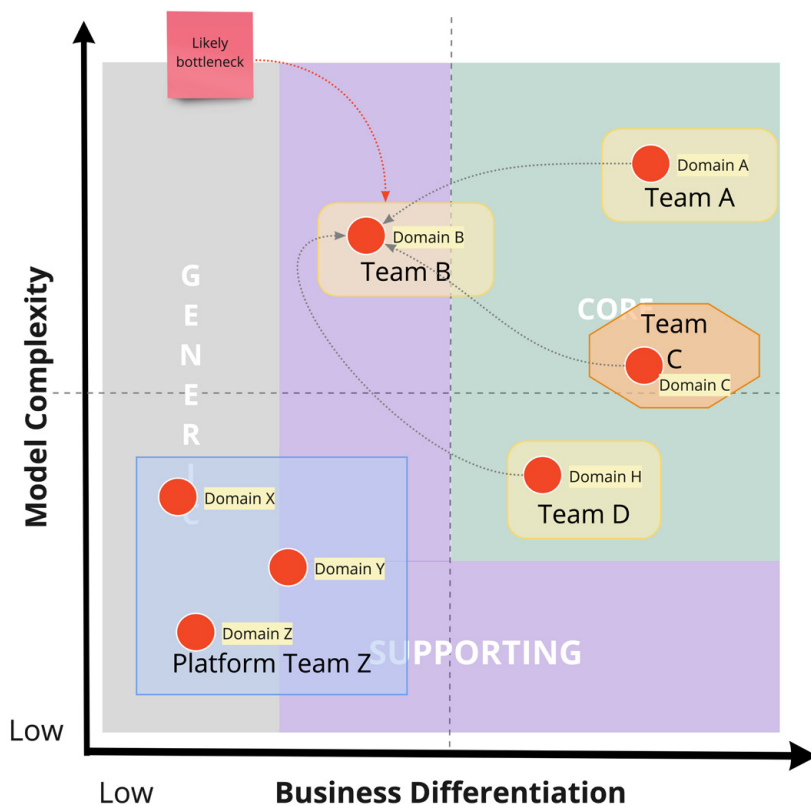 Likely
bottleneck
Domain A
Team A
Domain B
Team B
G
E
N
E
R
I
C
CORE
Team
C
Domain C
Model Complexity
Domain H
Team D
Domain X
Domain Y
Domain Z
Platform Team Z
SUPPORTING
Low
Low
Business Differentiation